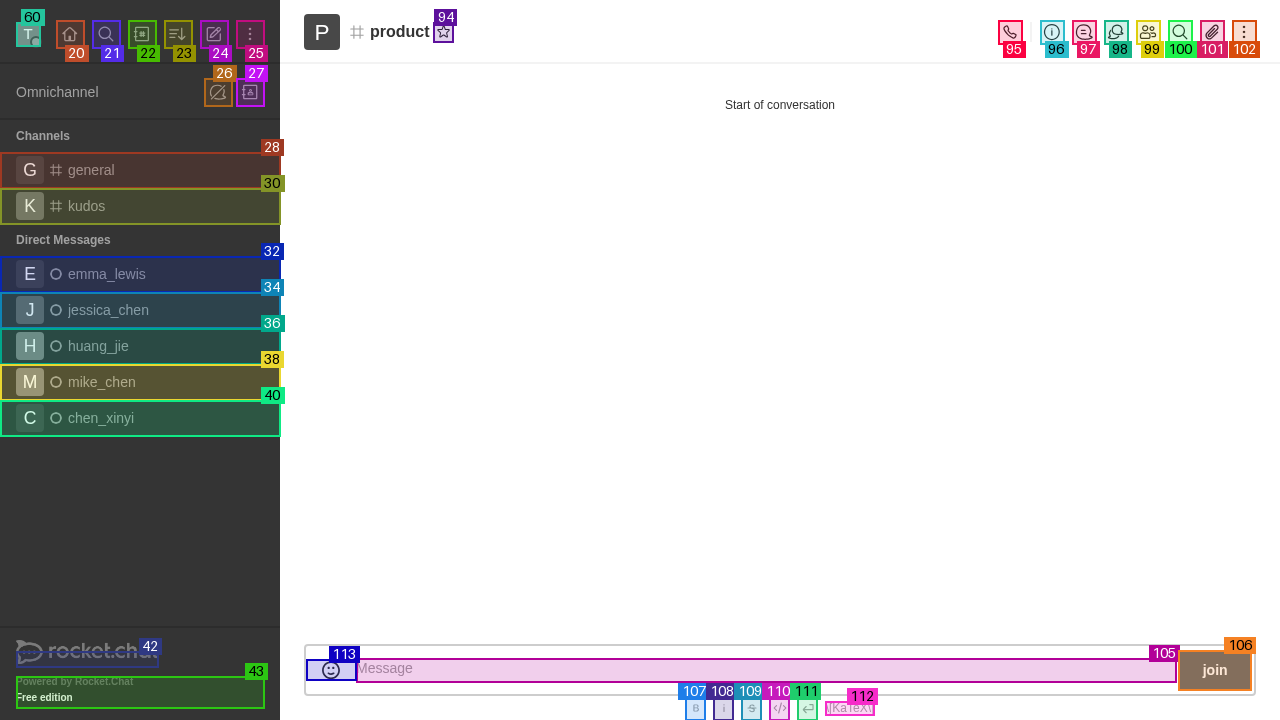 60
T
20
21
22
23
24
25
P
product
94
95
96
97
98
99
100
101
102
Omnichannel
26
27
Start of conversation
Channels
28
G general
30
K kudos
Direct Messages
32
E emma_lewis
34
J jessica_chen
36
H huang_jie
38
M mike_chen
40
C chen_xinyi
rocket.chat
42
43
Powered by Rocket.Chat
Free edition
113
Message
105
106
join
107
108
109
110
111
112
B
i
S
</>
\[KaTeX\]